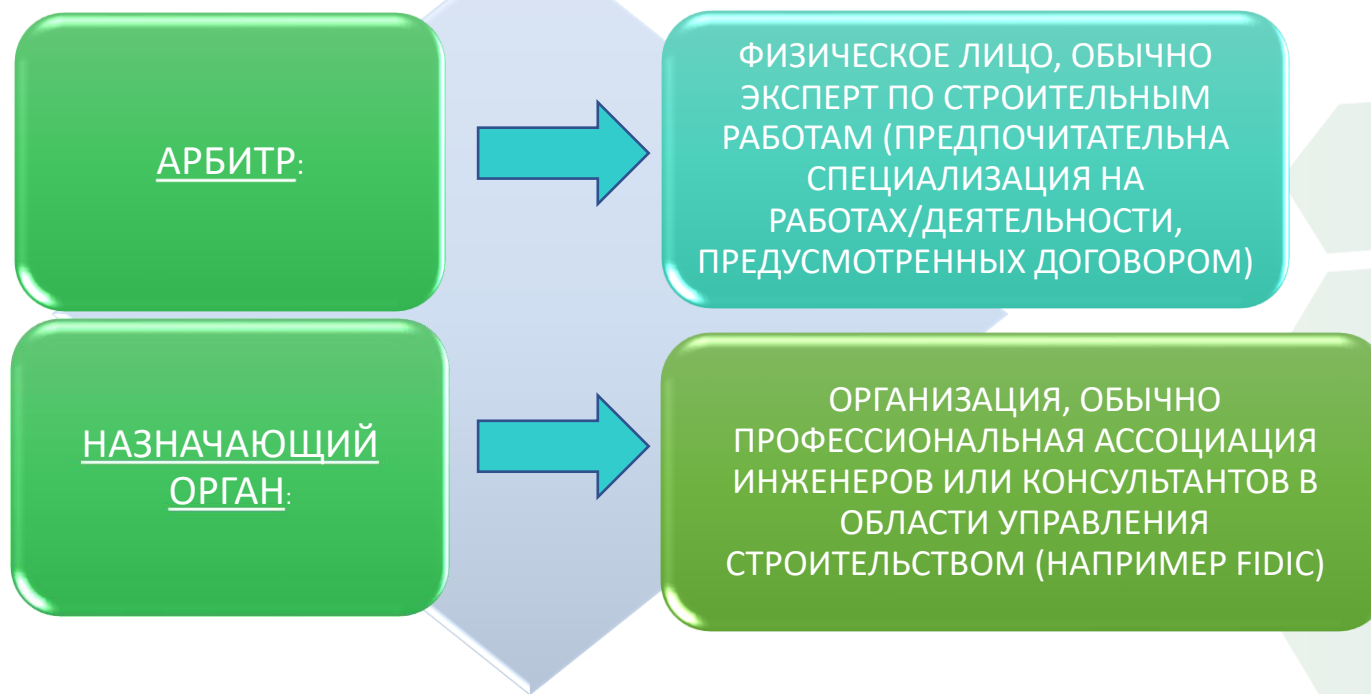 АРБИТР:
ФИЗИЧЕСКОЕ ЛИЦО, ОБЫЧНО
ЭКСПЕРТ ПО СТРОИТЕЛЬНЫМ
РАБОТАМ (ПРЕДПОЧИТАТЕЛЬНА
СПЕЦИАЛИЗАЦИЯ НА
РАБОТАХ/ДЕЯТЕЛЬНОСТИ,
ПРЕДУСМОТРЕННЫХ ДОГОВОРОМ)
НАЗНАЧАЮЩИЙ
ОРГАН:
ОРГАНИЗАЦИЯ, ОБЫЧНО
ПРОФЕССИОНАЛЬНАЯ АССОЦИАЦИЯ
ИНЖЕНЕРОВ ИЛИ КОНСУЛЬТАНТОВ В
ОБЛАСТИ УПРАВЛЕНИЯ
СТРОИТЕЛЬСТВОМ (НАПРИМЕР FIDIC)